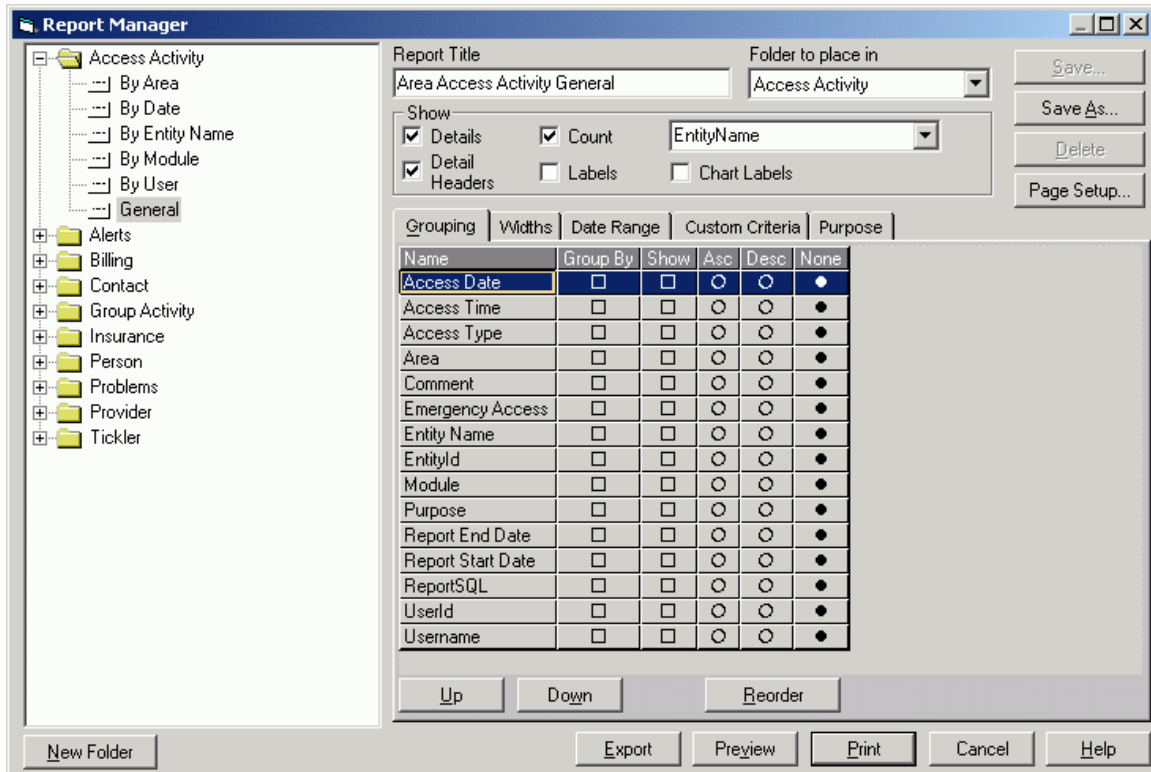 Report Manager
Access Activity
By Area
By Date
By Entity Name
By Module
By User
General
Alerts
Billing
Contact
Group Activity
Insurance
Person
Problems
Provider
Tickler
New Folder
Report Title
Folder to place in
Area Access Activity General
Access Activity
Show
Details
Count
EntityName
Detail
Headers
Labels
Chart Labels
Save...
Save As...
Delete
Page Setup...
Grouping Widths Date Range Custom Criteria Purpose
Name Group By Show Asc Desc None
Access Date
Access Time
Access Type
Area
Comment
Emergency Access
Entity Name
EntityId
Module
Purpose
Report End Date
Report Start Date
ReportSQL
UserId
Username
Up Down Reorder
Export Preview Print Cancel Help